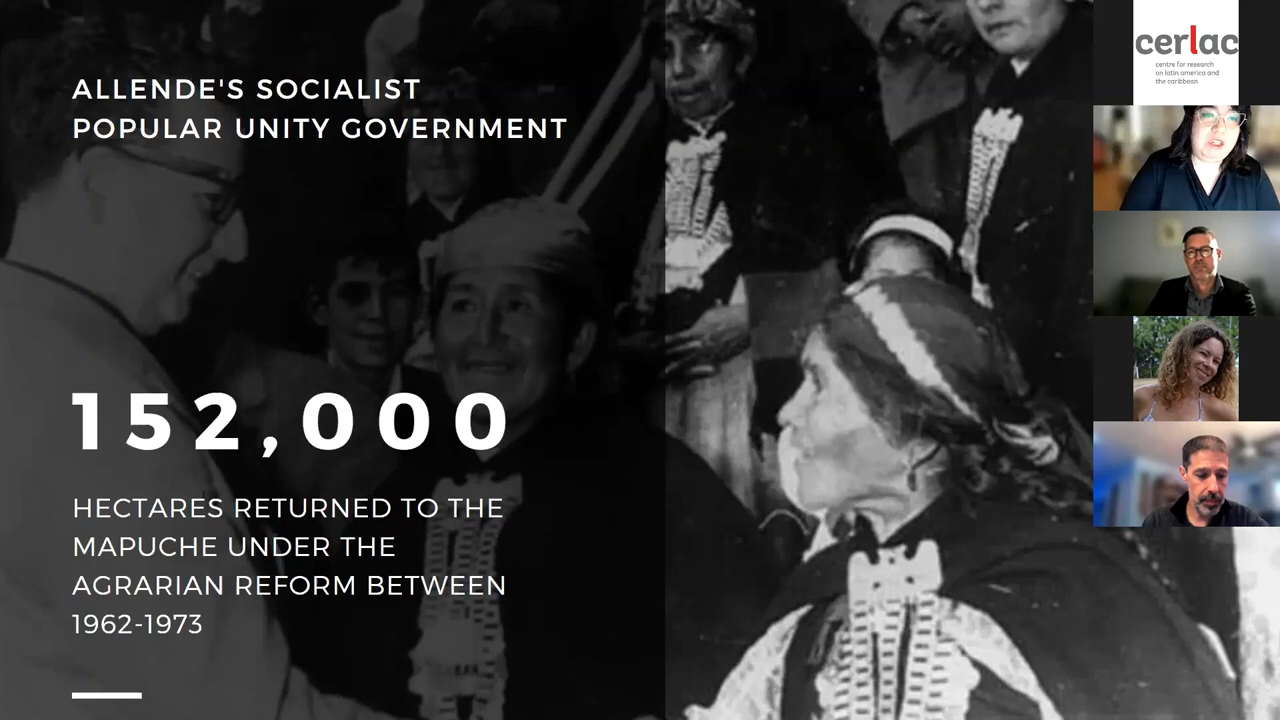 ALLENDE'S SOCIALIST
POPULAR UNITY GOVERNMENT
152,000
HECTARES RETURNED TO THE
MAPUCHE UNDER THE
AGRARIAN REFORM BETWEEN
1962-1973
cerlac
centre for research
on latin america and
the caribbean